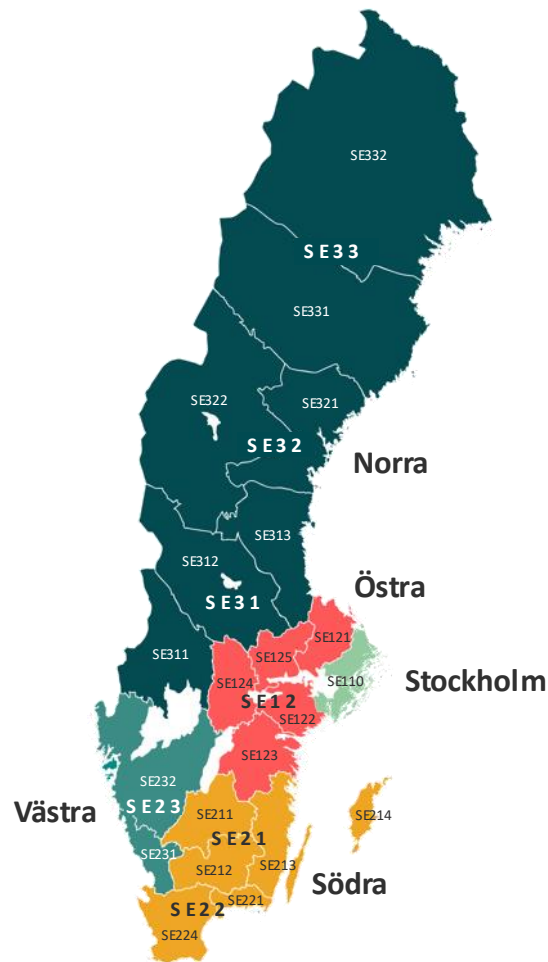 SE332
SE33
SE331
SE322
SE321
SE32
Norra
SE313
SE312
SE31
Östra
SE121
SE311
SE125
SE124
SE110
Stockholm
SE12
SE122
SE123
SE232
Västra
SE23
SE211
SE214
SE21
SE231
SE212
SE213
Södra
SE221
SE22
SE224